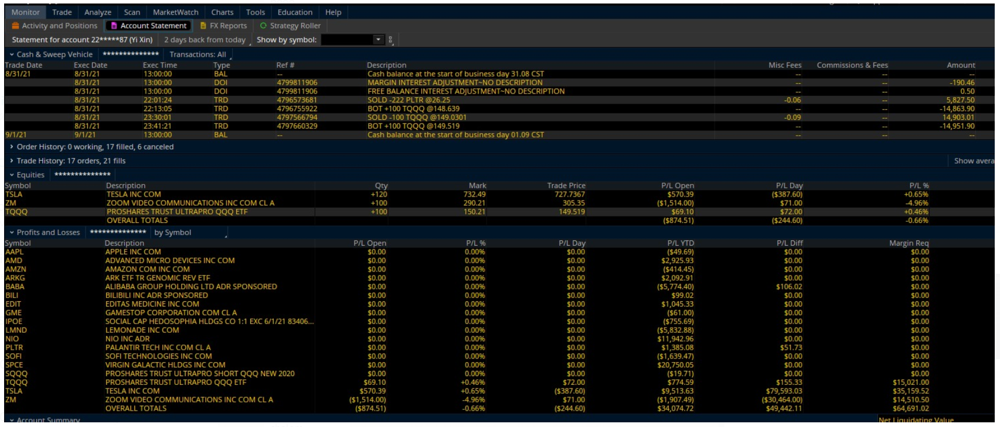 Monitor Trade Analyze Scan MarketWatch Charts Tools Education Help
Activity and Positions Account Statement FX Reports Strategy Roller
Statement for account 22*****87 (Yi Xin) 2 days back from today Show by symbol:
Cash & Sweep Vehicle ************** Transactions: All
Trade Date Exec Date Exec Time Type Ref # Description Misc Fees Commissions & Fees Amount
8/31/21 8/31/21 13:00:00 BAL -- Cash balance at the start of business day 31.08 CST -- -- --
8/31/21 13:00:00 DOI 4799811906 MARGIN INTEREST ADJUSTMENT~NO DESCRIPTION -- -- -190.46
8/31/21 13:00:00 DOI 4799811906 FREE BALANCE INTEREST ADJUSTMENT~NO DESCRIPTION -- -- 0.50
8/31/21 22:01:24 TRD 4796573681 SOLD -222 PLTR @26.25 -0.06 -- 5,827.50
8/31/21 22:13:05 TRD 4796755922 BOT +100 TQQQ @148.639 -- -- -14,863.90
8/31/21 23:30:01 TRD 4797566794 SOLD -100 TQQQ @149.0301 -0.09 -- 14,903.01
8/31/21 23:41:21 TRD 4797660329 BOT +100 TQQQ @149.519 -- -- -14,951.90
9/1/21 9/1/21 13:00:00 BAL -- Cash balance at the start of business day 01.09 CST -- -- --
Order History: 0 working, 17 filled, 6 canceled
Trade History: 17 orders, 21 fills Show avera
Equities **************
Symbol Description Qty Mark Trade Price P/L Open P/L Day P/L %
TSLA TESLA INC COM +120 732.49 727.7367 $570.39 ($387.60) +0.65%
ZM ZOOM VIDEO COMMUNICATIONS INC COM CL A +100 290.21 305.35 ($1,514.00) $71.00 -4.96%
TQQQ PROSHARES TRUST ULTRAPRO QQQ ETF +100 150.21 149.519 $69.10 $72.00 +0.46%
OVERALL TOTALS ($874.51) ($244.60) -0.66%
Profits and Losses ************** by Symbol
Symbol Description P/L Open P/L % P/L Day P/L YTD P/L Diff Margin Req
AAPL APPLE INC COM $0.00 0.00% $0.00 ($49.69) $0.00 $0.00
AMD ADVANCED MICRO DEVICES INC COM $0.00 0.00% $0.00 $2,925.93 $0.00 $0.00
AMZN AMAZON COM INC COM $0.00 0.00% $0.00 ($414.45) $0.00 $0.00
ARKG ARK ETF TR GENOMIC REV ETF $0.00 0.00% $0.00 $2,092.91 $0.00 $0.00
BABA ALIBABA GROUP HOLDING LTD ADR SPONSORED $0.00 0.00% $0.00 ($5,774.40) $106.02 $0.00
BILI BILIBILI INC ADR SPONSORED $0.00 0.00% $0.00 $99.02 $0.00 $0.00
EDIT EDITAS MEDICINE INC COM $0.00 0.00% $0.00 $1,045.33 $0.00 $0.00
GME GAMESTOP CORPORATION COM CL A $0.00 0.00% $0.00 ($61.00) $0.00 $0.00
IPOE SOCIAL CAP HEDOSOPHIA HLDGS CO 1:1 EXC 6/1/21 83406... $0.00 0.00% $0.00 ($755.69) $0.00 $0.00
LMND LEMONADE INC COM $0.00 0.00% $0.00 ($5,832.88) $0.00 $0.00
NIO NIO INC ADR $0.00 0.00% $0.00 $11,942.96 $0.00 $0.00
PLTR PALANTIR TECH INC COM CL A $0.00 0.00% $0.00 $1,385.08 $51.73 $0.00
SOFI SOFI TECHNOLOGIES INC COM $0.00 0.00% $0.00 ($1,639.47) $0.00 $0.00
SPCE VIRGIN GALACTIC HLDGS INC COM $0.00 0.00% $0.00 $20,750.05 $0.00 $0.00
SQQQ PROSHARES TRUST ULTRAPRO SHORT QQQ NEW 2020 $0.00 0.00% $0.00 ($19.71) $0.00 $0.00
TQQQ PROSHARES TRUST ULTRAPRO QQQ ETF $69.10 +0.46% $72.00 $774.59 $155.33 $15,021.00
TSLA TESLA INC COM $570.39 +0.65% ($387.60) $9,513.63 $79,593.03 $35,159.52
ZM ZOOM VIDEO COMMUNICATIONS INC COM CL A ($1,514.00) -4.96% $71.00 ($1,907.49) ($30,464.00) $14,510.50
OVERALL TOTALS ($874.51) -0.66% ($244.60) $34,074.72 $49,442.11 $64,691.02
Account Summary Net Liquidating Value